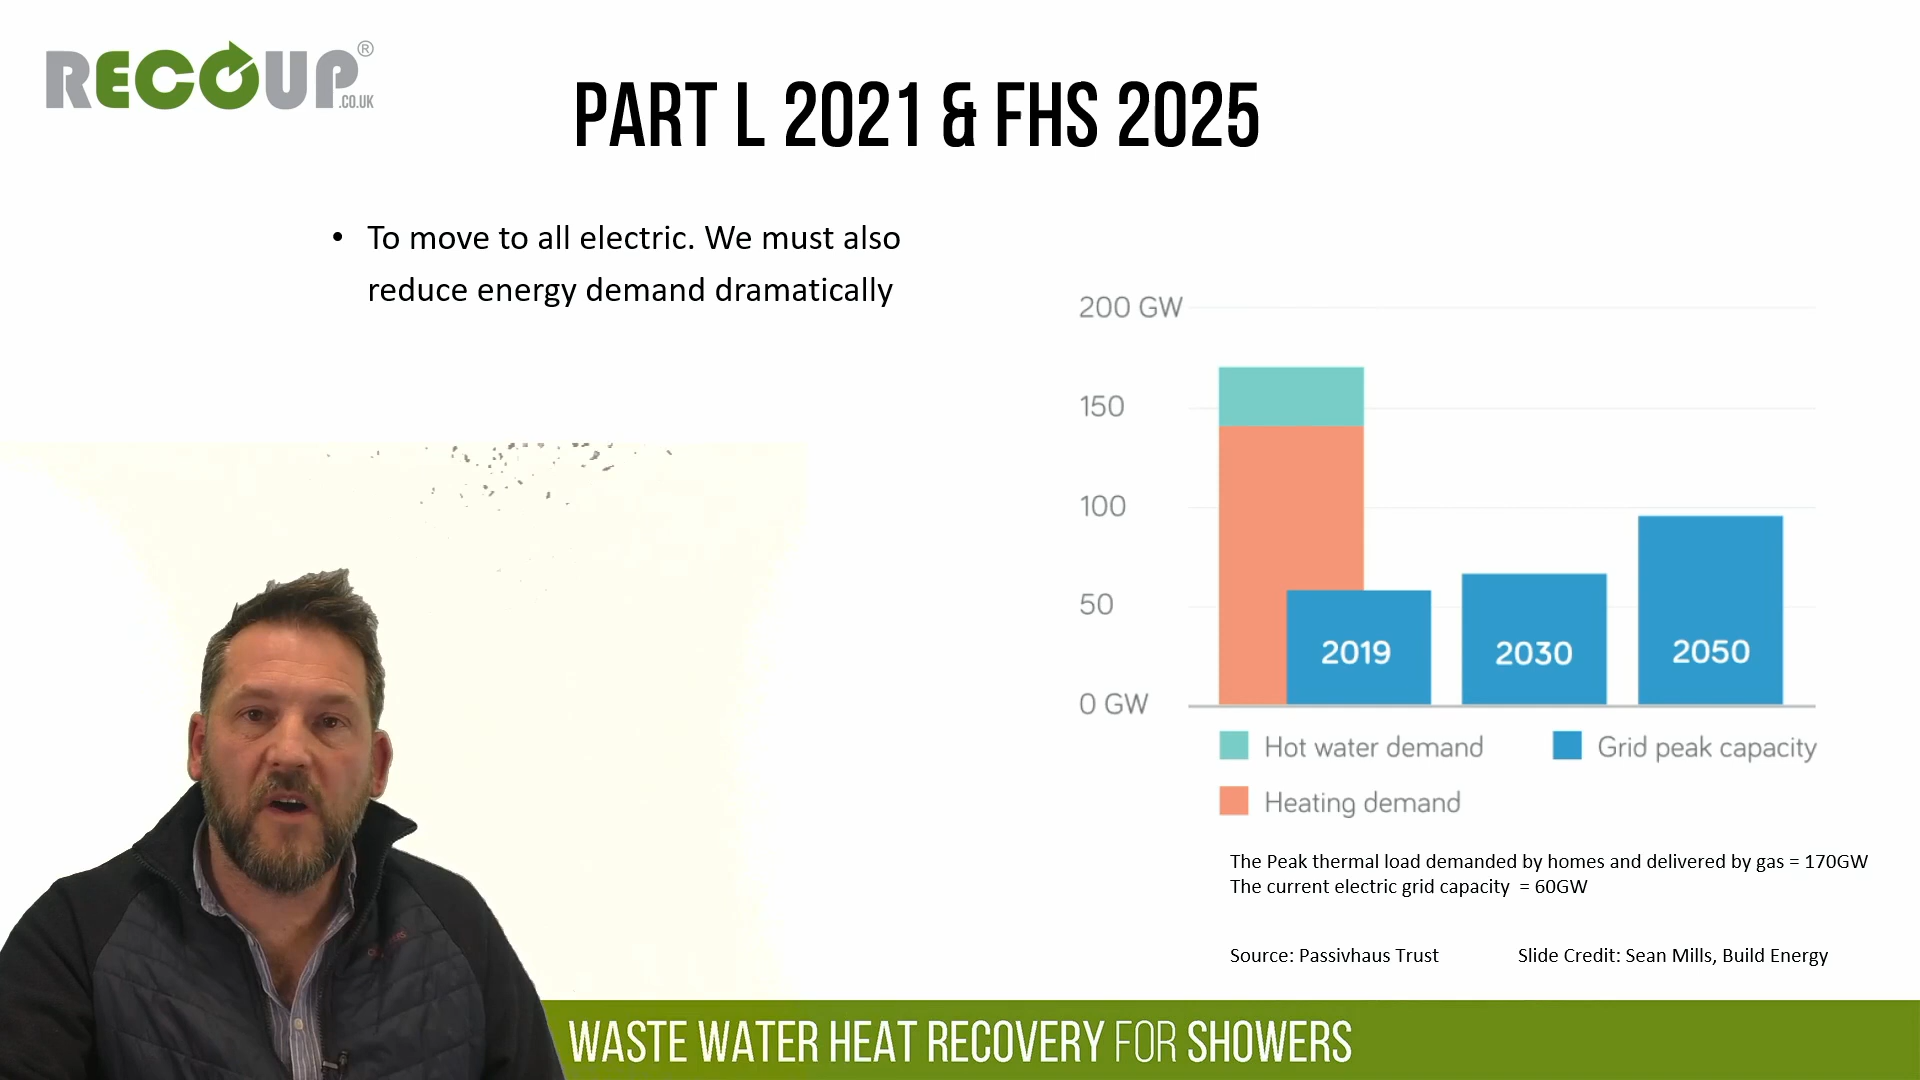 RECOUP®
.CO.UK
PART L 2021 & FHS 2025
• To move to all electric. We must also
reduce energy demand dramatically
200 GW
150
100
50
0 GW
2019
2030
2050
Hot water demand
Grid peak capacity
Heating demand
The Peak thermal load demanded by homes and delivered by gas = 170GW
The current electric grid capacity = 60GW
Source: Passivhaus Trust
Slide Credit: Sean Mills, Build Energy
WASTE WATER HEAT RECOVERY FOR SHOWERS